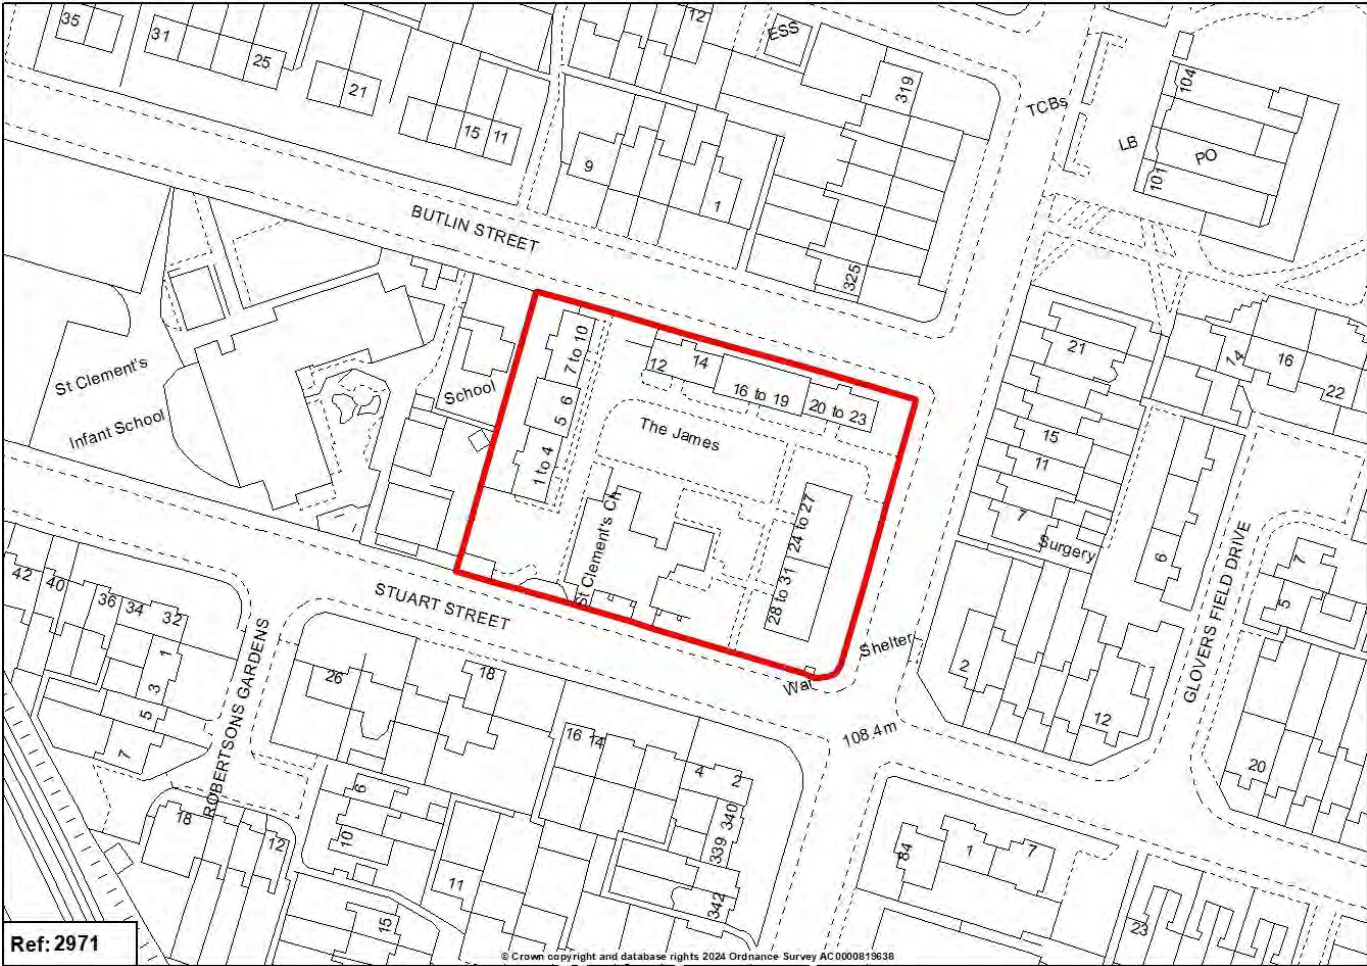 35
31
25
21
15
11
12
ESS
319
TCBs
104
LB
PO
101
9
1
325
BUTLIN STREET
St Clement's
Infant School
School
7 to 10
5 6
1 to 4
12
14
16 to 19
20 to 23
The James
St Clement's Ch
24 to 27
28 to 31
21
15
11
7
Surgery
14
16
22
6
7
5
GLOVERS FIELD DRIVE
42
40
36
34
32
1
3
5
7
STUART STREET
ROBERTSONS GARDENS
26
18
War
Shelter
108.4m
2
12
20
16
14
4
2
340
339
342
18
12
6
10
11
15
84
1
7
23
Ref: 2971
© Crown copyright and database rights 2024 Ordnance Survey AC0000819638